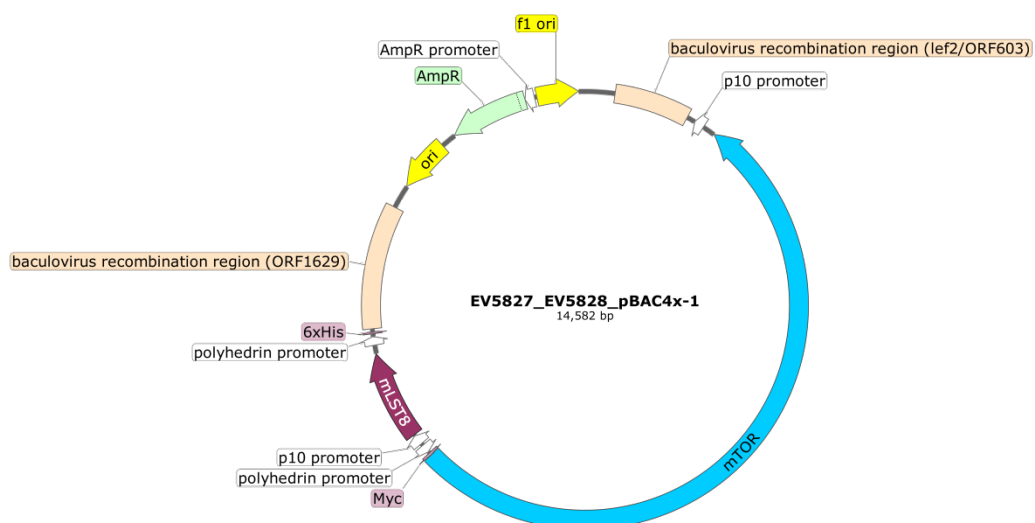 f1 ori
AmpR promoter
baculovirus recombination region (lef2/ORF603)
AmpR
p10 promoter
ori
baculovirus recombination region (ORF1629)
EV5827_EV5828_pBAC4x-1
14,582 bp
6xHis
polyhedrin promoter
mLST8
mTOR
p10 promoter
polyhedrin promoter
Myc